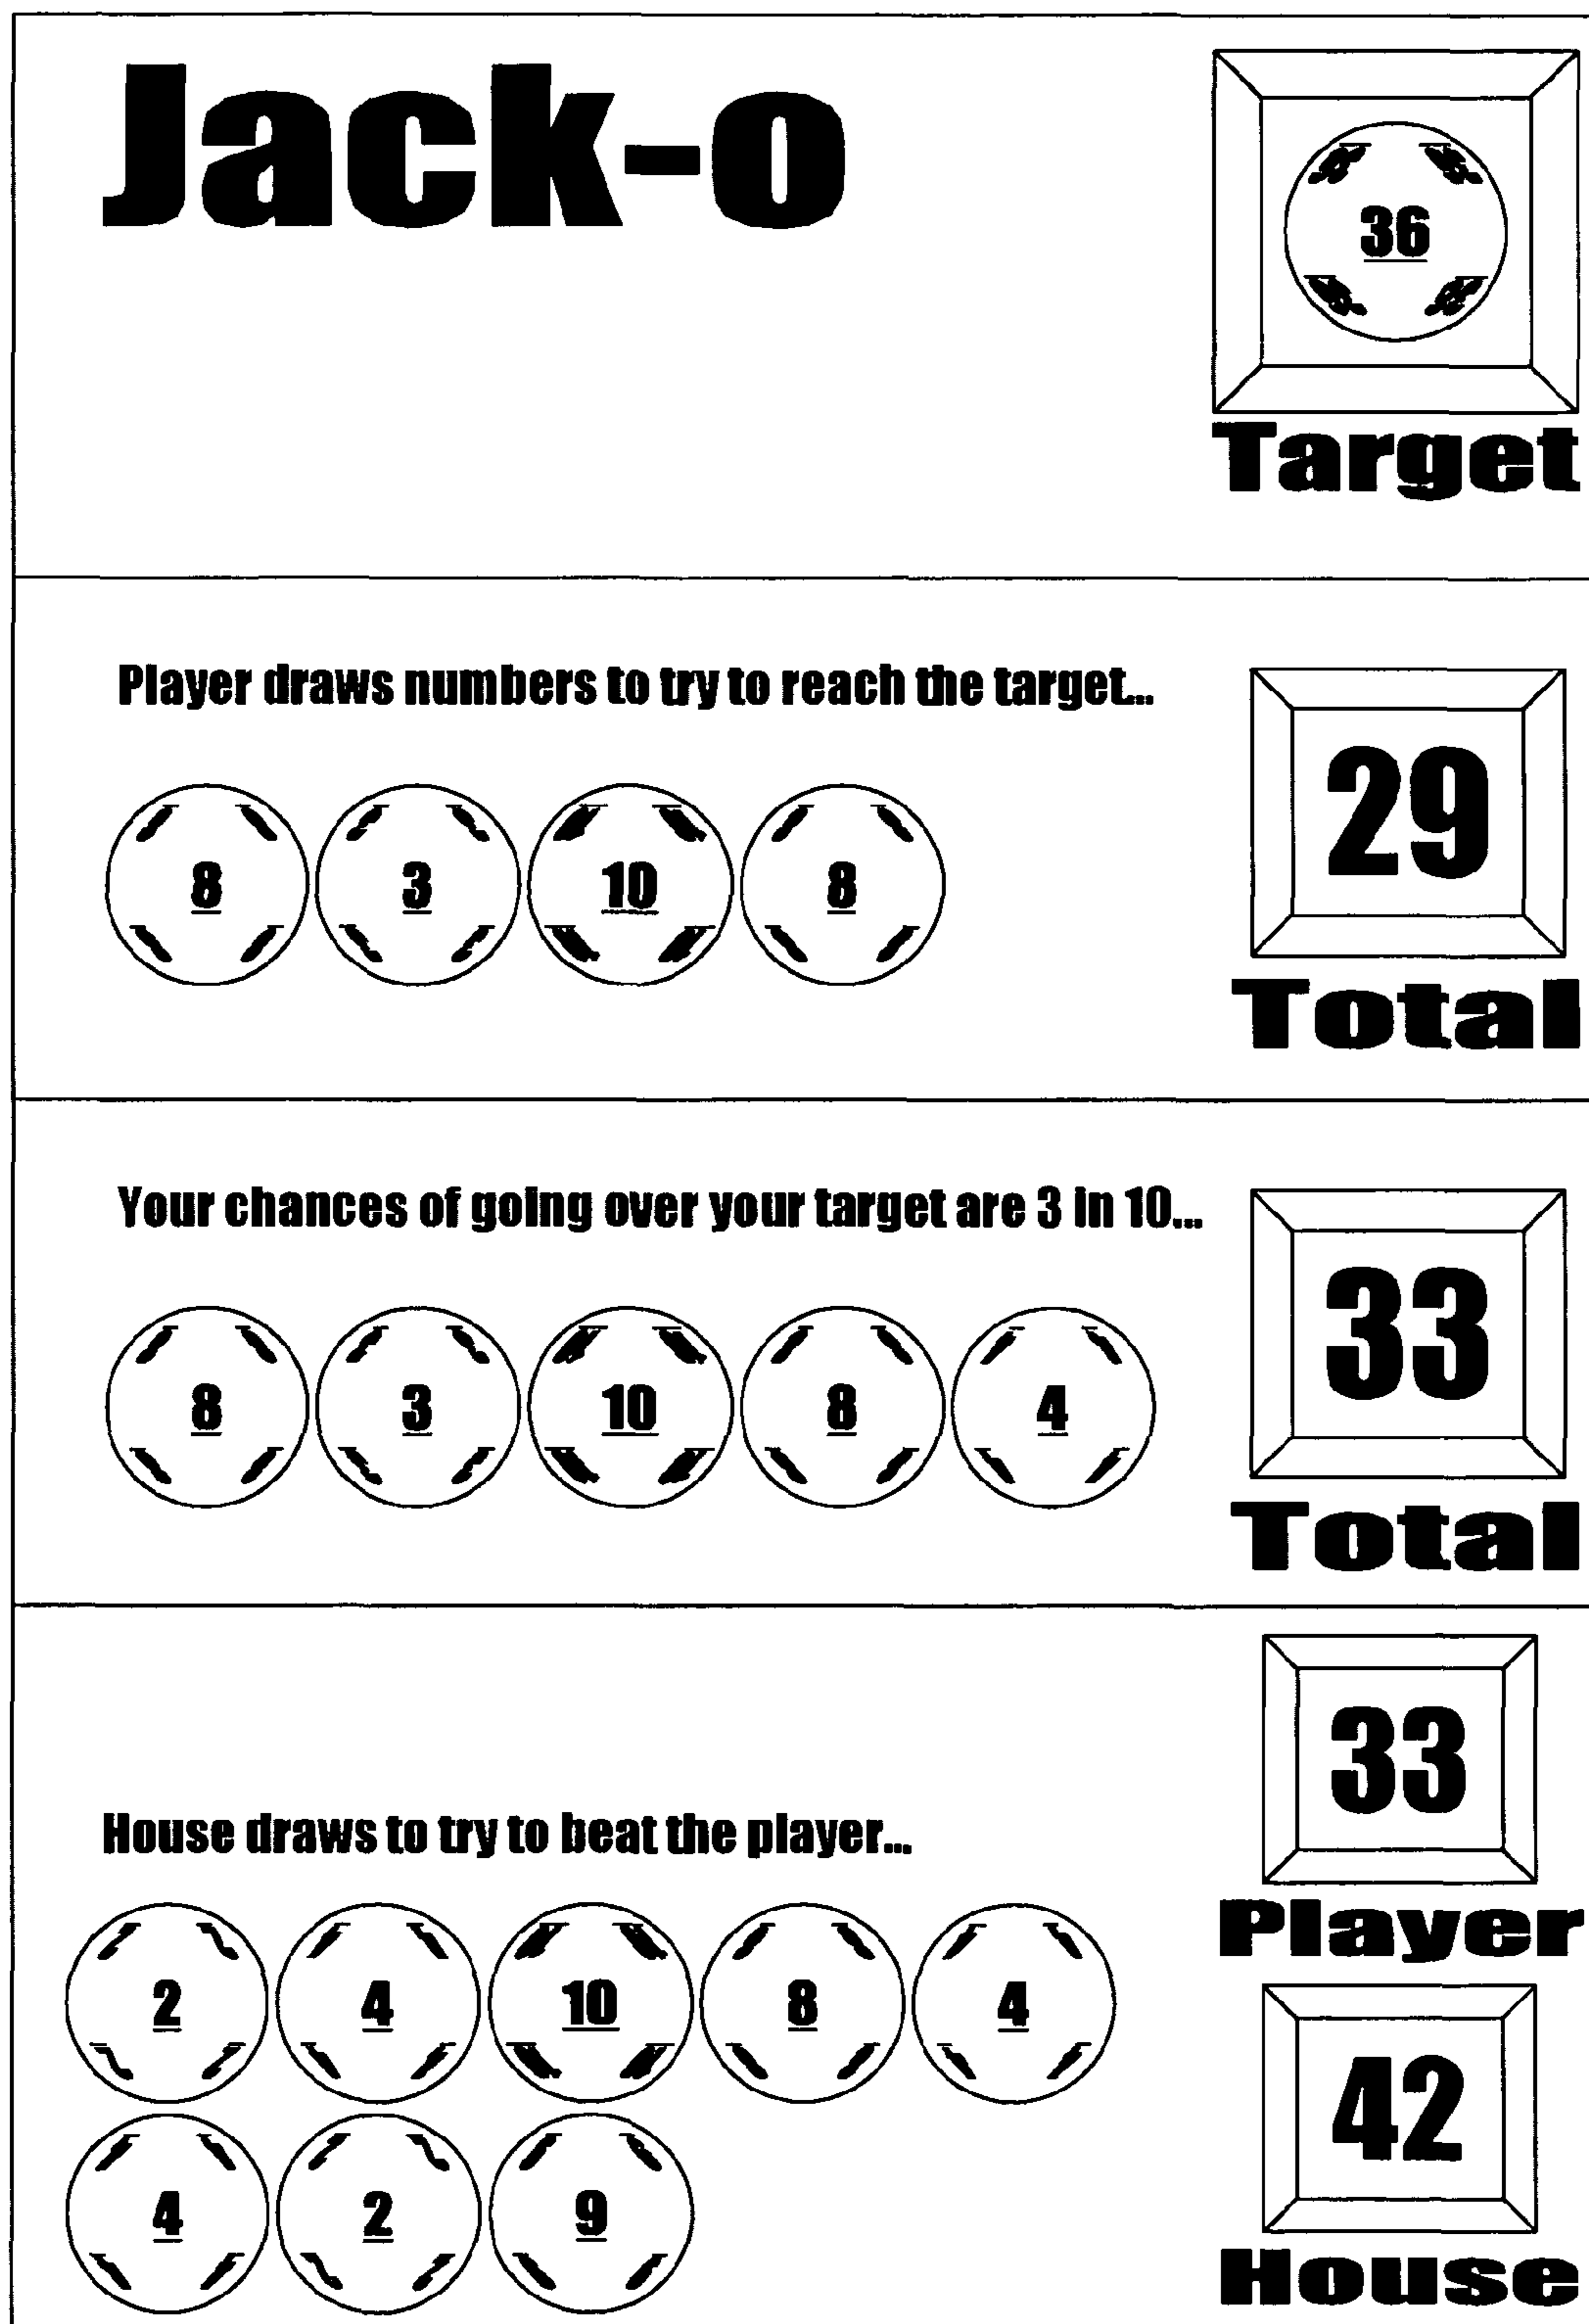 Jack-o
36
Target
Player draws numbers to try to reach the target...
29
8 3 10 8
Total
Your chances of going over your target are 3 in 10...
33
8 3 10 8 4
Total
33
House draws to try to beat the player...
Player
2 4 10 8 4
42
4 2 9
House